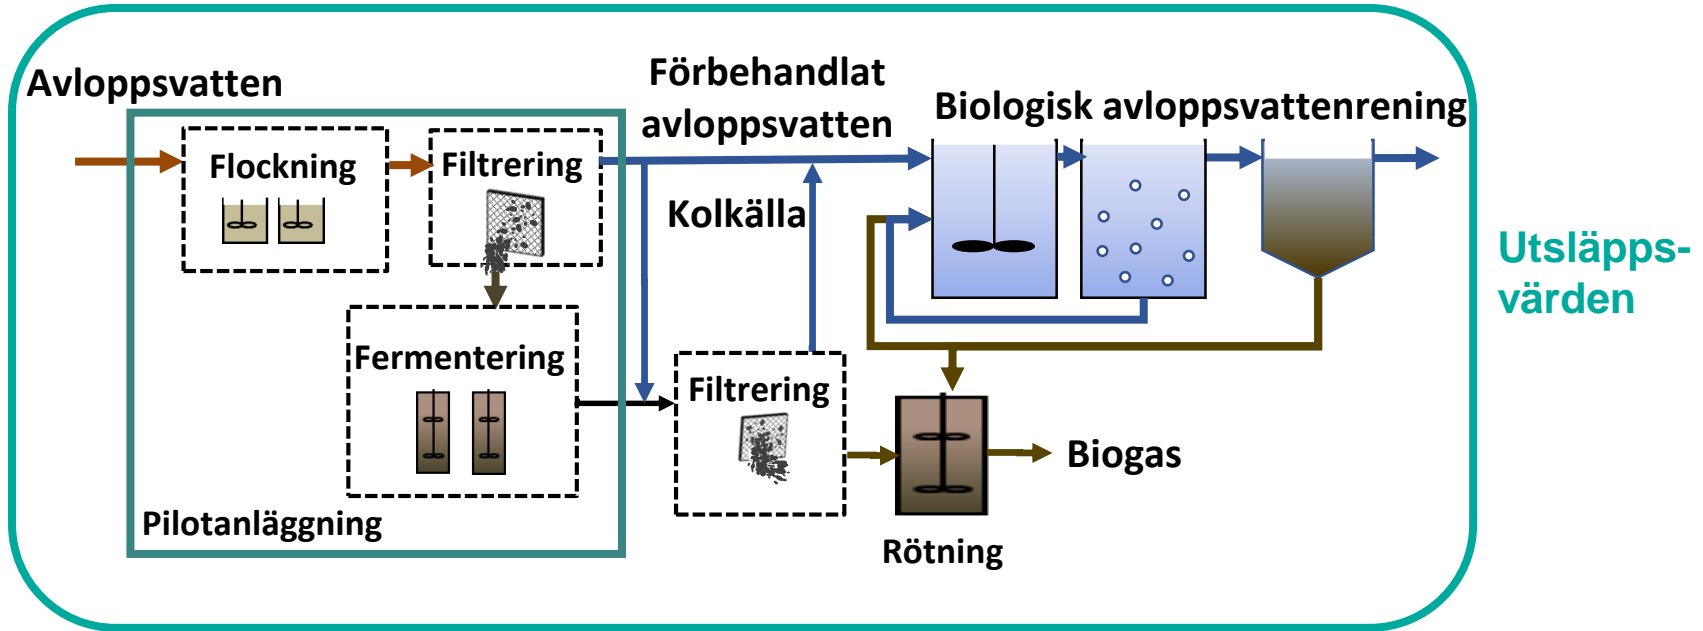 Avloppsvatten
Förbehandlat
avloppsvatten
Biologisk avloppsvattenrening
Flockning
Filtrering
Kolkälla
Utsläpps-
värden
Fermentering
Filtrering
Biogas
Pilotanläggning
Rötning